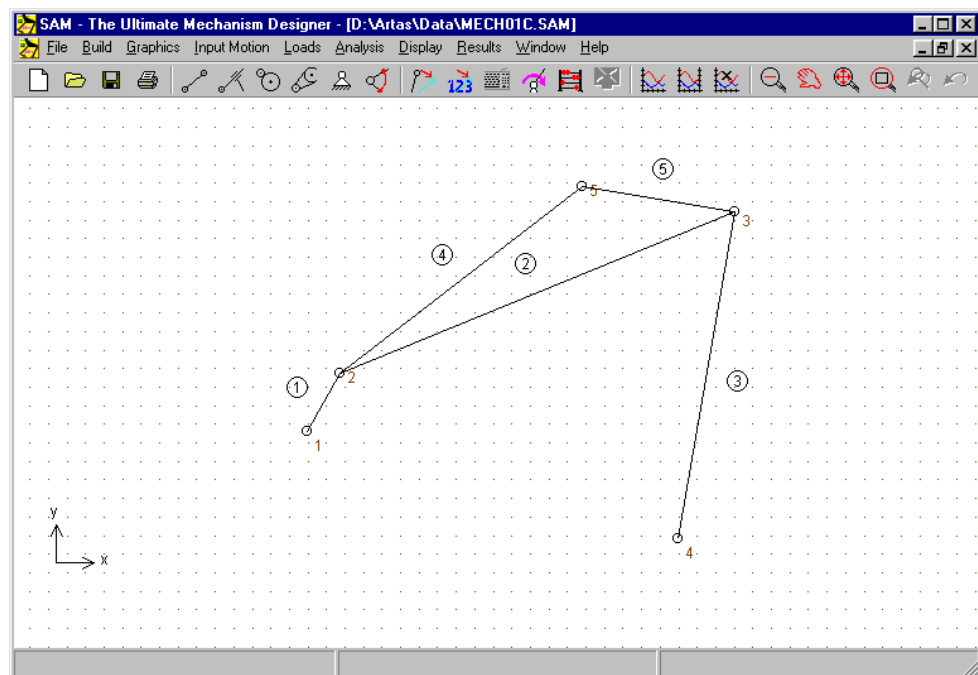 SAM - The Ultimate Mechanism Designer - [D:\Artas\Data\MECH01C.SAM]
File Build Graphics Input Motion Loads Analysis Display Results Window Help
123
5
5
3
4
2
1
2
3
1
y
x
4